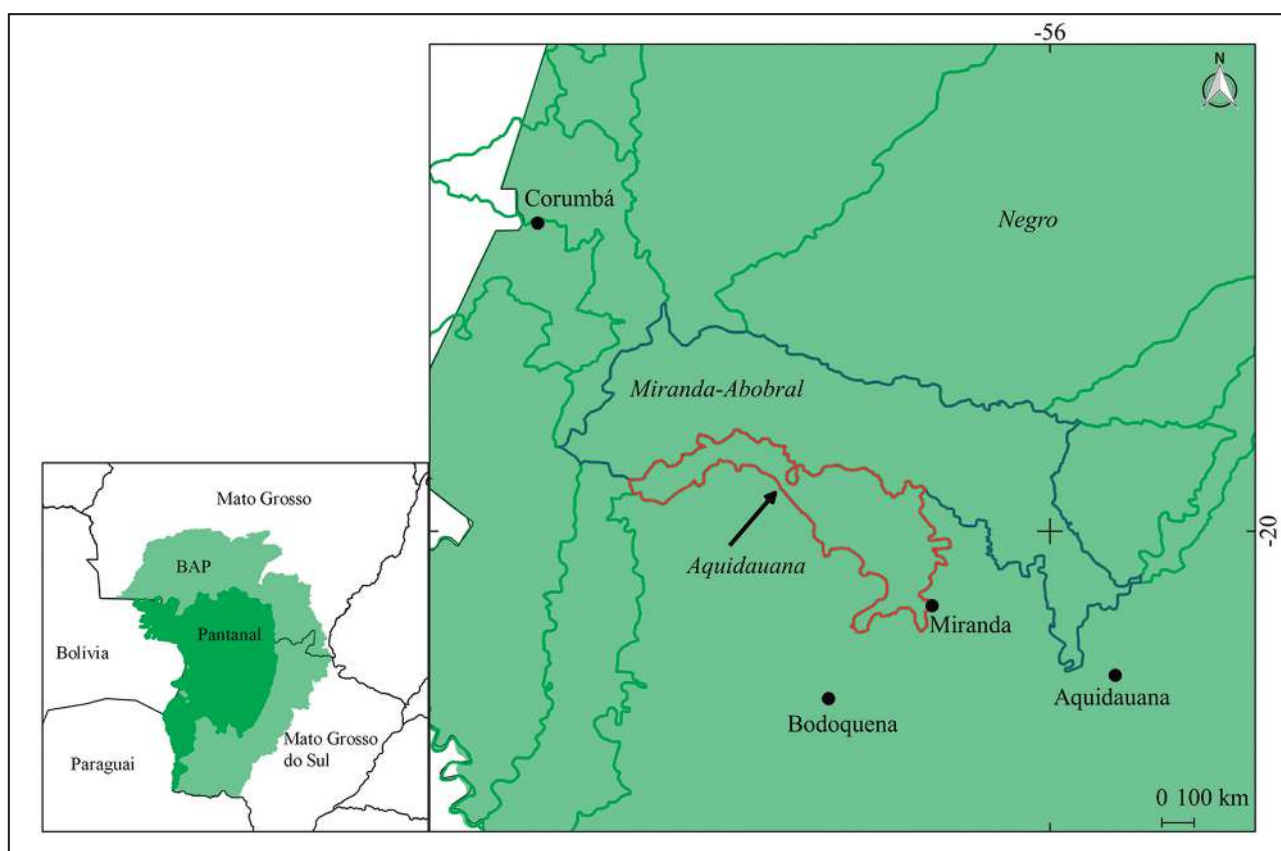 -56
N
Corumbá
Negro
Miranda-Abobral
Aquidauana
-20
Miranda
Aquidauana
Bodoquena
0 100 km
Mato Grosso
BAP
Pantanal
Bolívia
Mato Grosso
do Sul
Paraguai